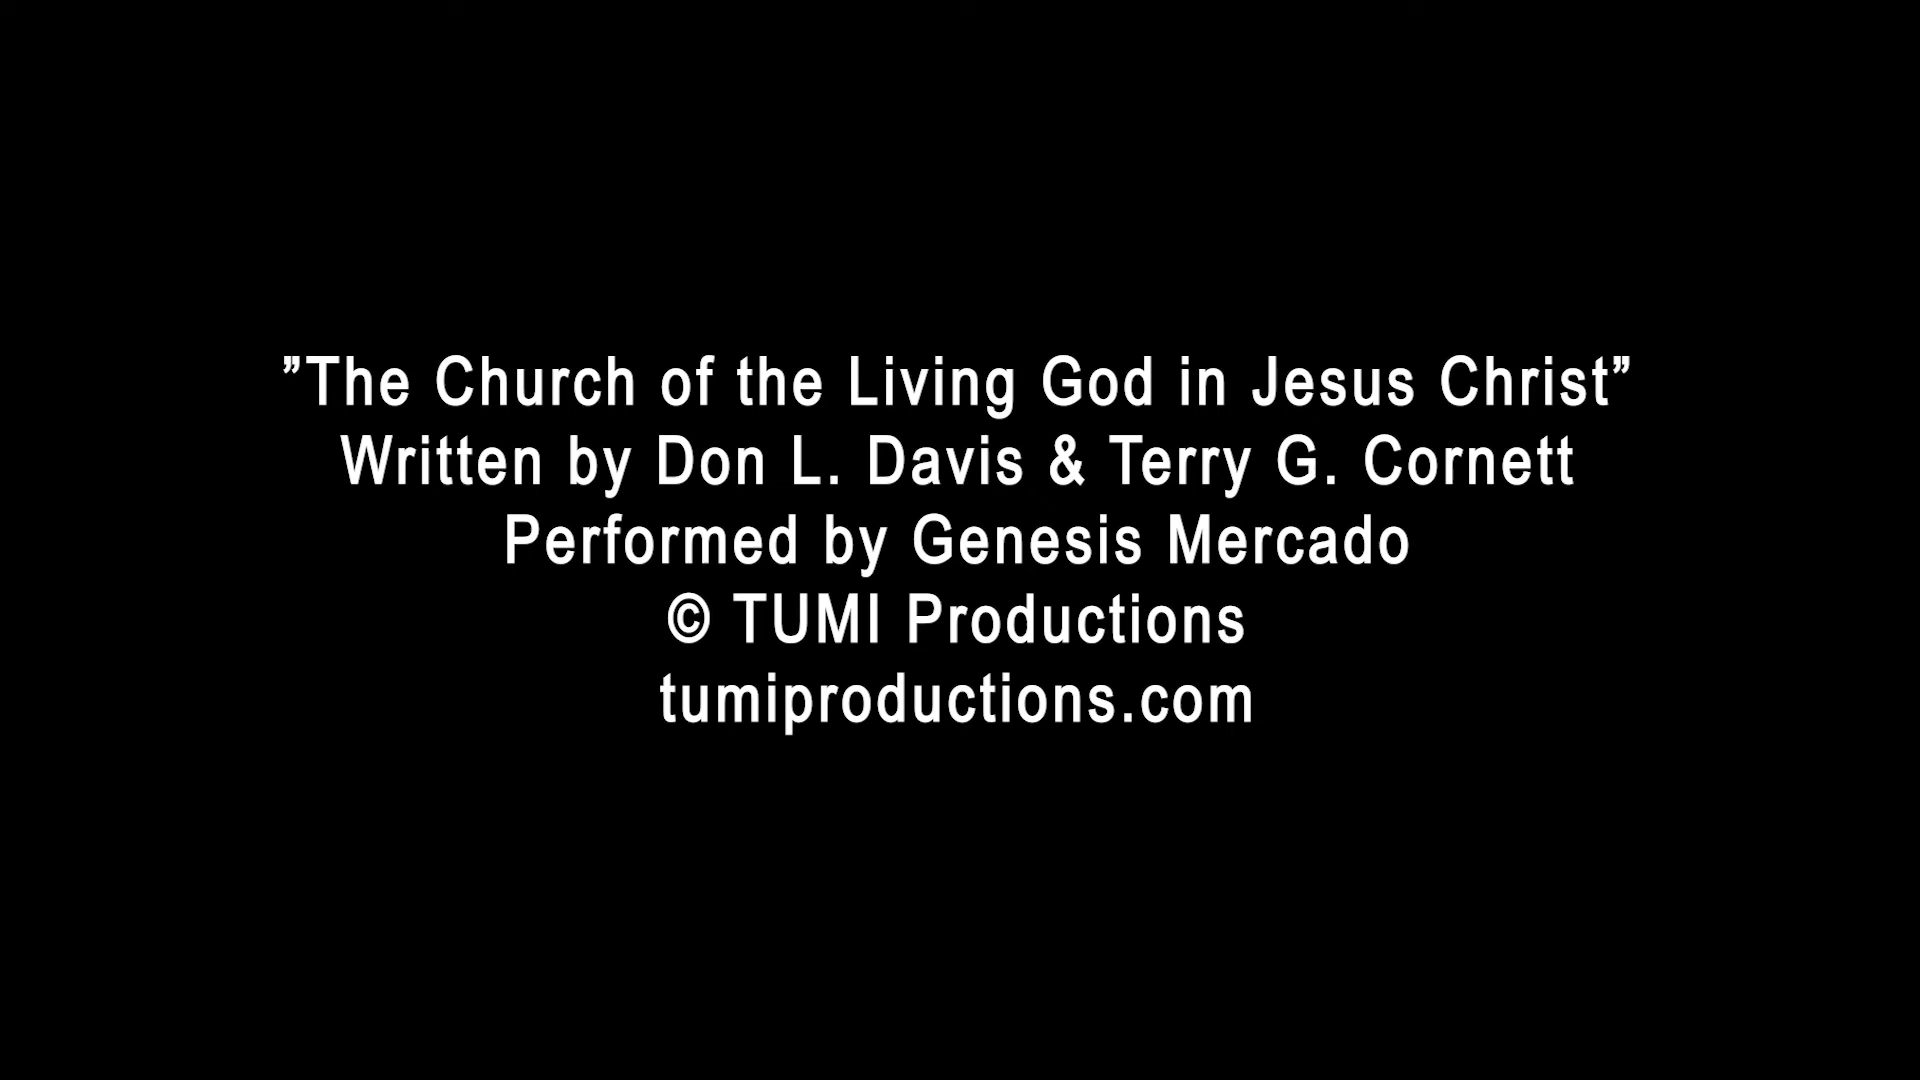 ”The Church of the Living God in Jesus Christ”
Written by Don L. Davis & Terry G. Cornett
Performed by Genesis Mercado
© TUMI Productions
tumiproductions.com